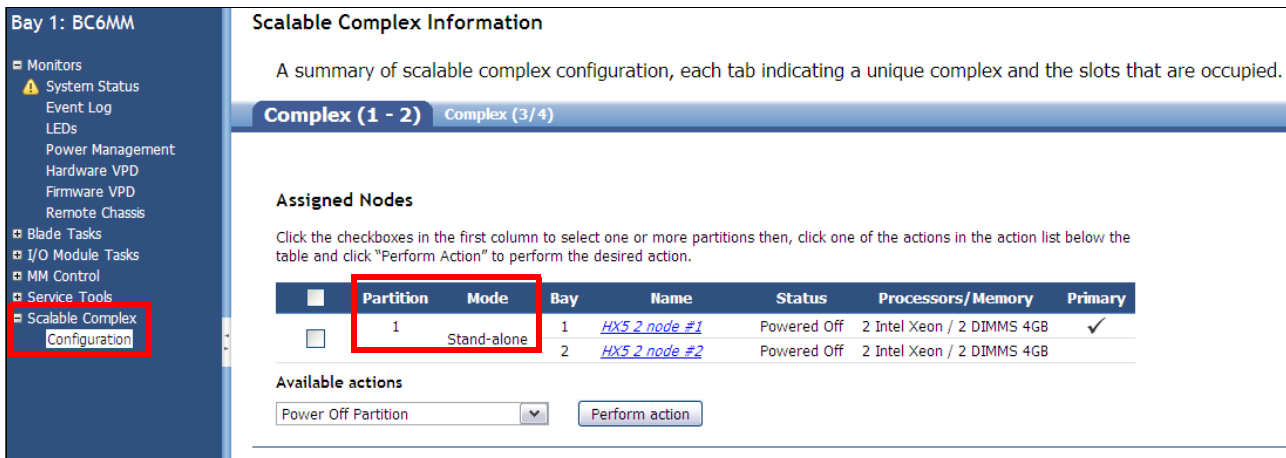 Bay 1: BC6MM
Monitors
System Status
Event Log
LEDs
Power Management
Hardware VPD
Firmware VPD
Remote Chassis
Blade Tasks
I/O Module Tasks
MM Control
Service Tools
Scalable Complex
Configuration
Scalable Complex Information
A summary of scalable complex configuration, each tab indicating a unique complex and the slots that are occupied.
Complex (1 - 2) Complex (3/4)
Assigned Nodes
Click the checkboxes in the first column to select one or more partitions then, click one of the actions in the action list below the
table and click "Perform Action" to perform the desired action.
Partition Mode Bay Name Status Processors/Memory Primary
1 Stand-alone 1 HX5 2 node #1 Powered Off 2 Intel Xeon / 2 DIMMS 4GB ✓
2 HX5 2 node #2 Powered Off 2 Intel Xeon / 2 DIMMS 4GB
Available actions
Power Off Partition Perform action